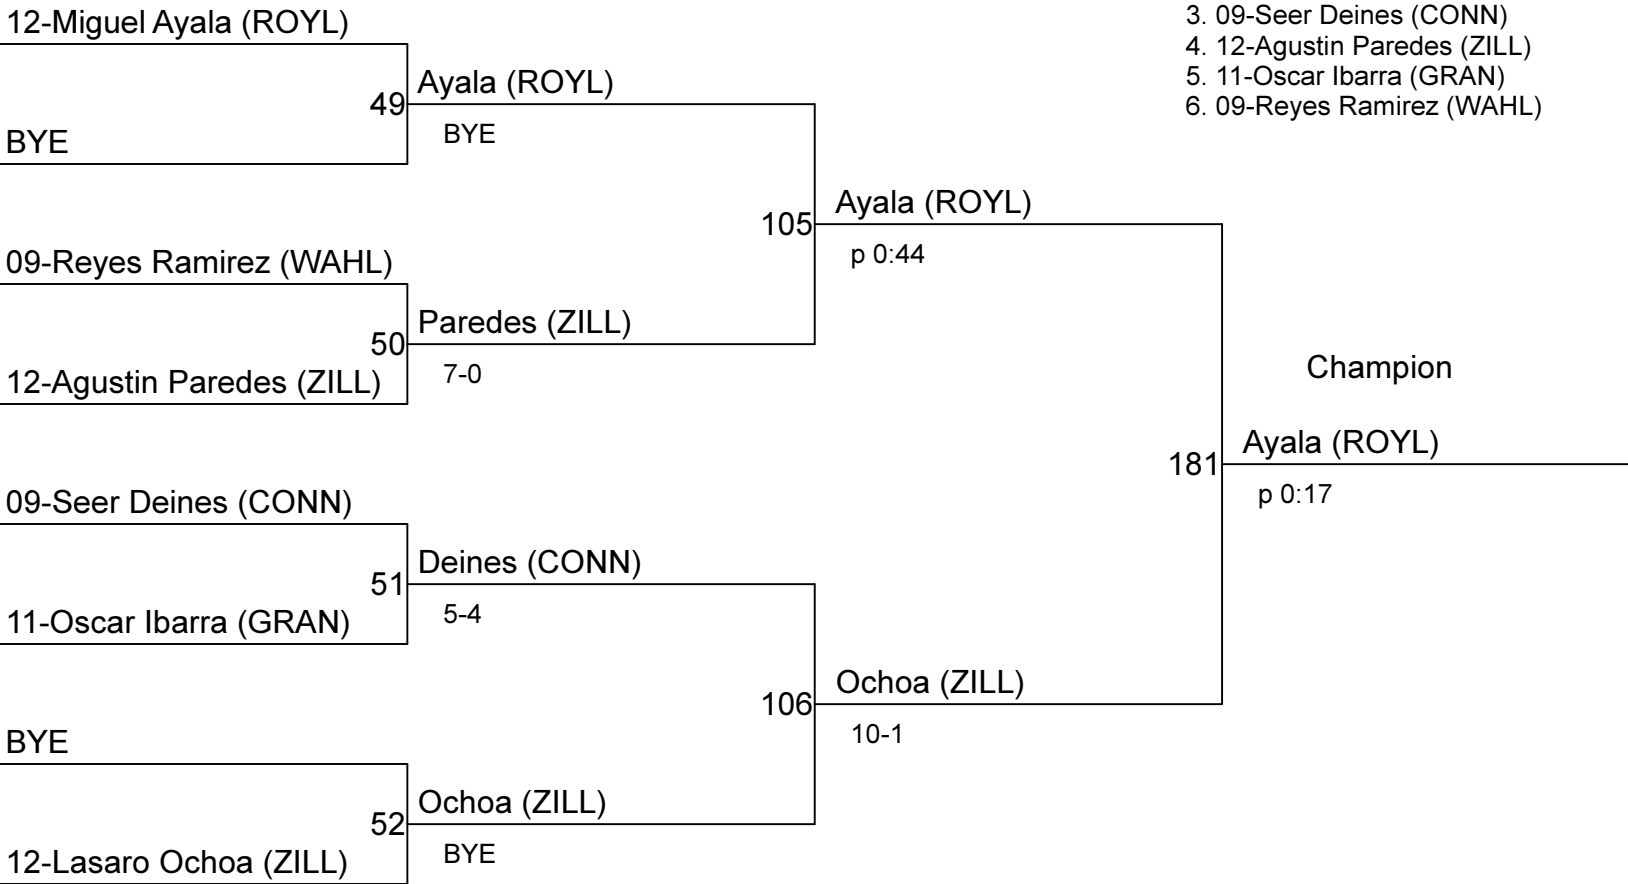 12-Miguel Ayala (ROYL)
BYE
09-Reyes Ramirez (WAHL)
12-Agustin Paredes (ZILL)
09-Seer Deines (CONN)
11-Oscar Ibarra (GRAN)
BYE
12-Lasaro Ochoa (ZILL)
49
Ayala (ROYL)
BYE
50
Paredes (ZILL)
7-0
51
Deines (CONN)
5-4
52
Ochoa (ZILL)
BYE
105
Ayala (ROYL)
p 0:44
106
Ochoa (ZILL)
10-1
181
Champion
Ayala (ROYL)
p 0:17
3. 09-Seer Deines (CONN)
4. 12-Agustin Paredes (ZILL)
5. 11-Oscar Ibarra (GRAN)
6. 09-Reyes Ramirez (WAHL)